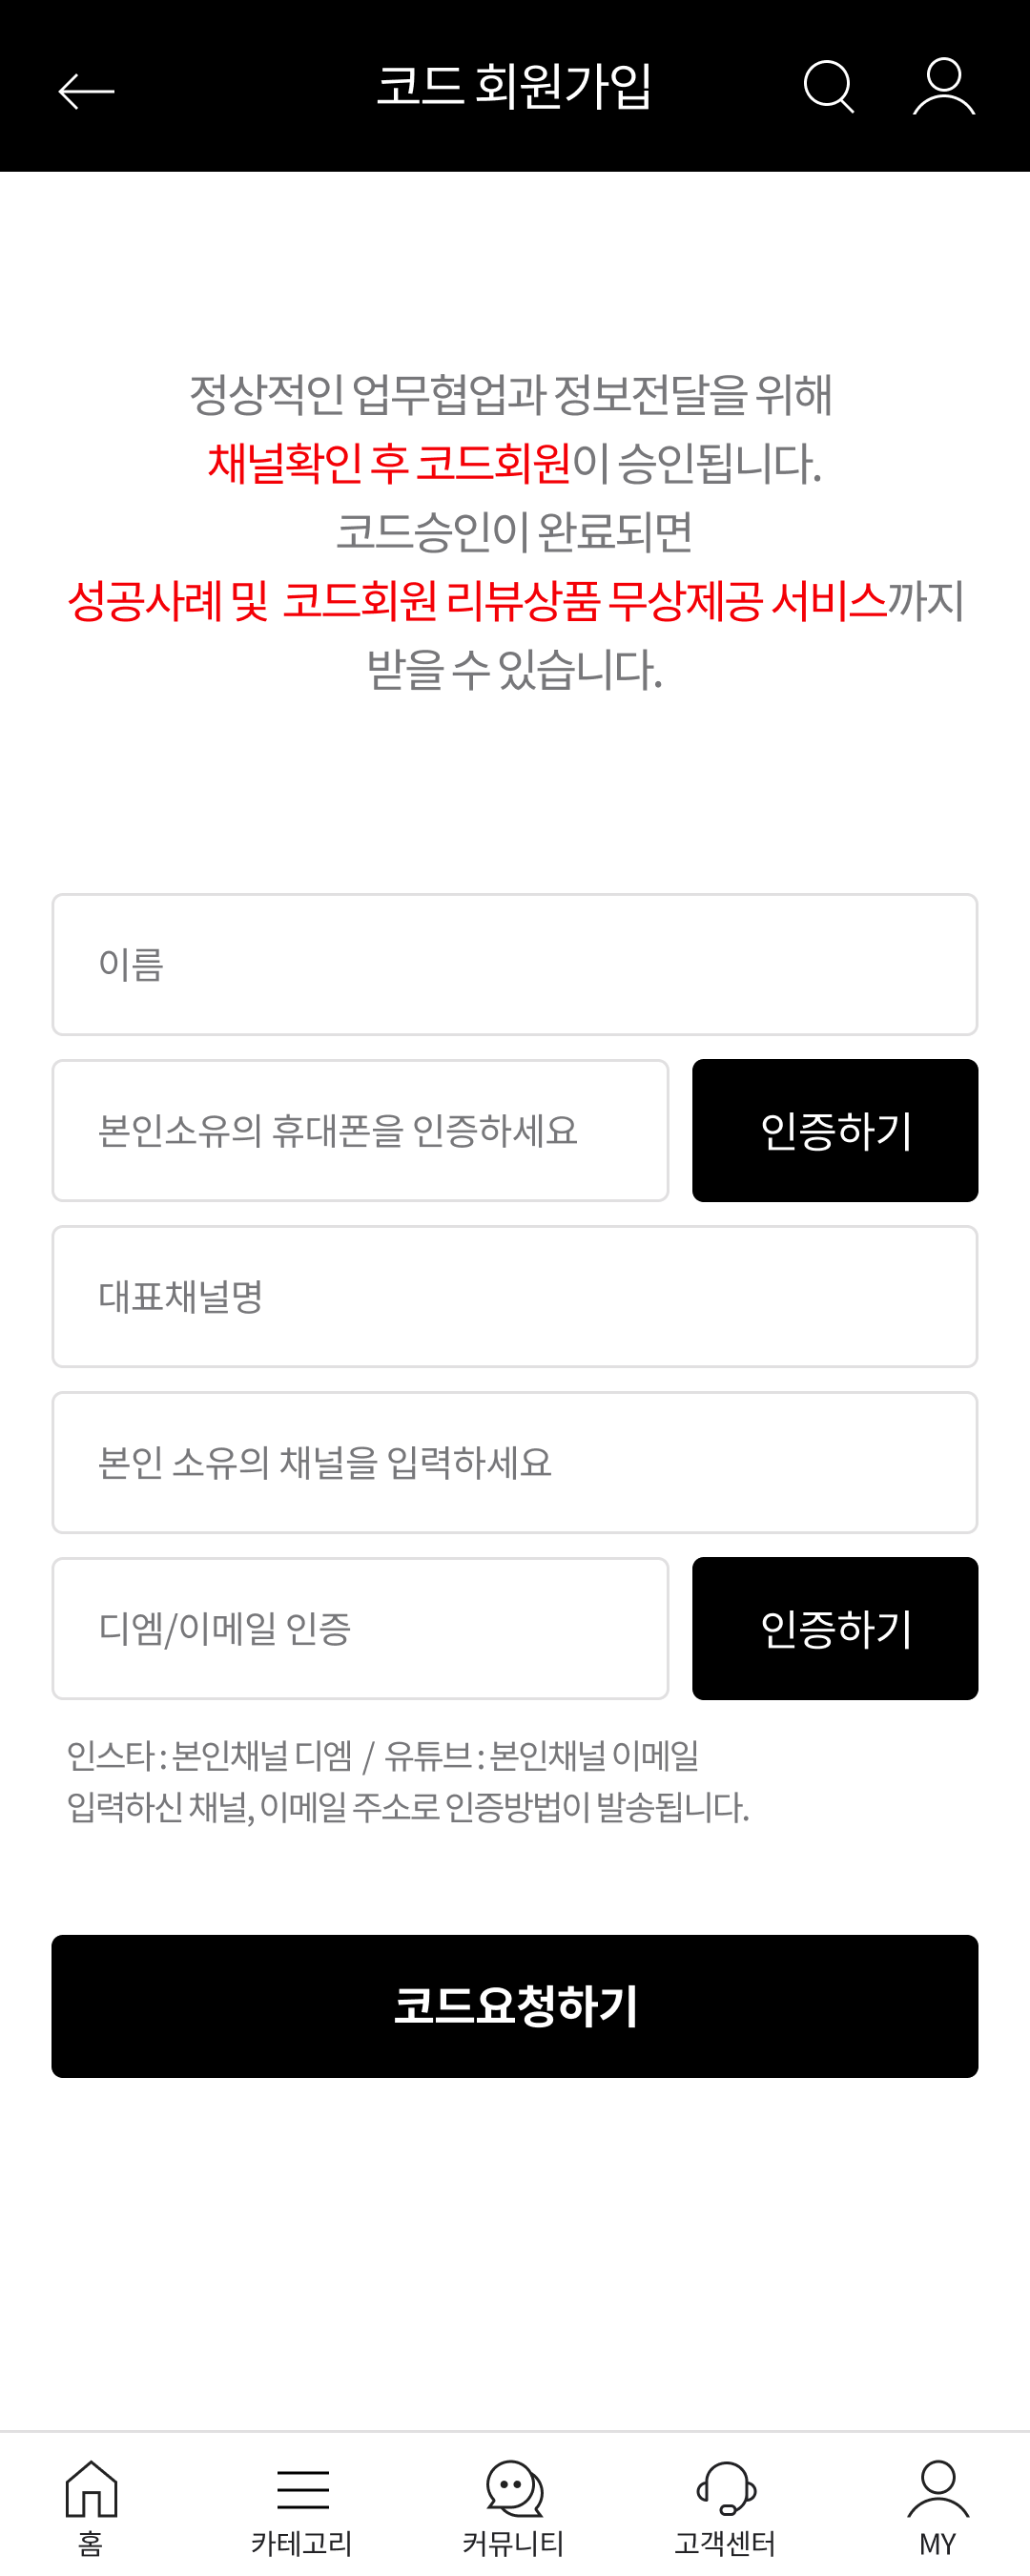 코드 회원가입
정상적인 업무협업과 정보전달을 위해
채널확인 후 코드회원이 승인됩니다.
코드승인이 완료되면
성공사례 및 코드회원 리뷰상품 무상제공 서비스까지
받을 수 있습니다.
이름
본인소유의 휴대폰을 인증하세요
인증하기
대표채널명
본인 소유의 채널을 입력하세요
디엠/이메일 인증
인증하기
인스타 : 본인채널 디엠 / 유튜브 : 본인채널 이메일
입력하신 채널, 이메일 주소로 인증방법이 발송됩니다.
코드요청하기
홈 카테고리 커뮤니티 고객센터 MY